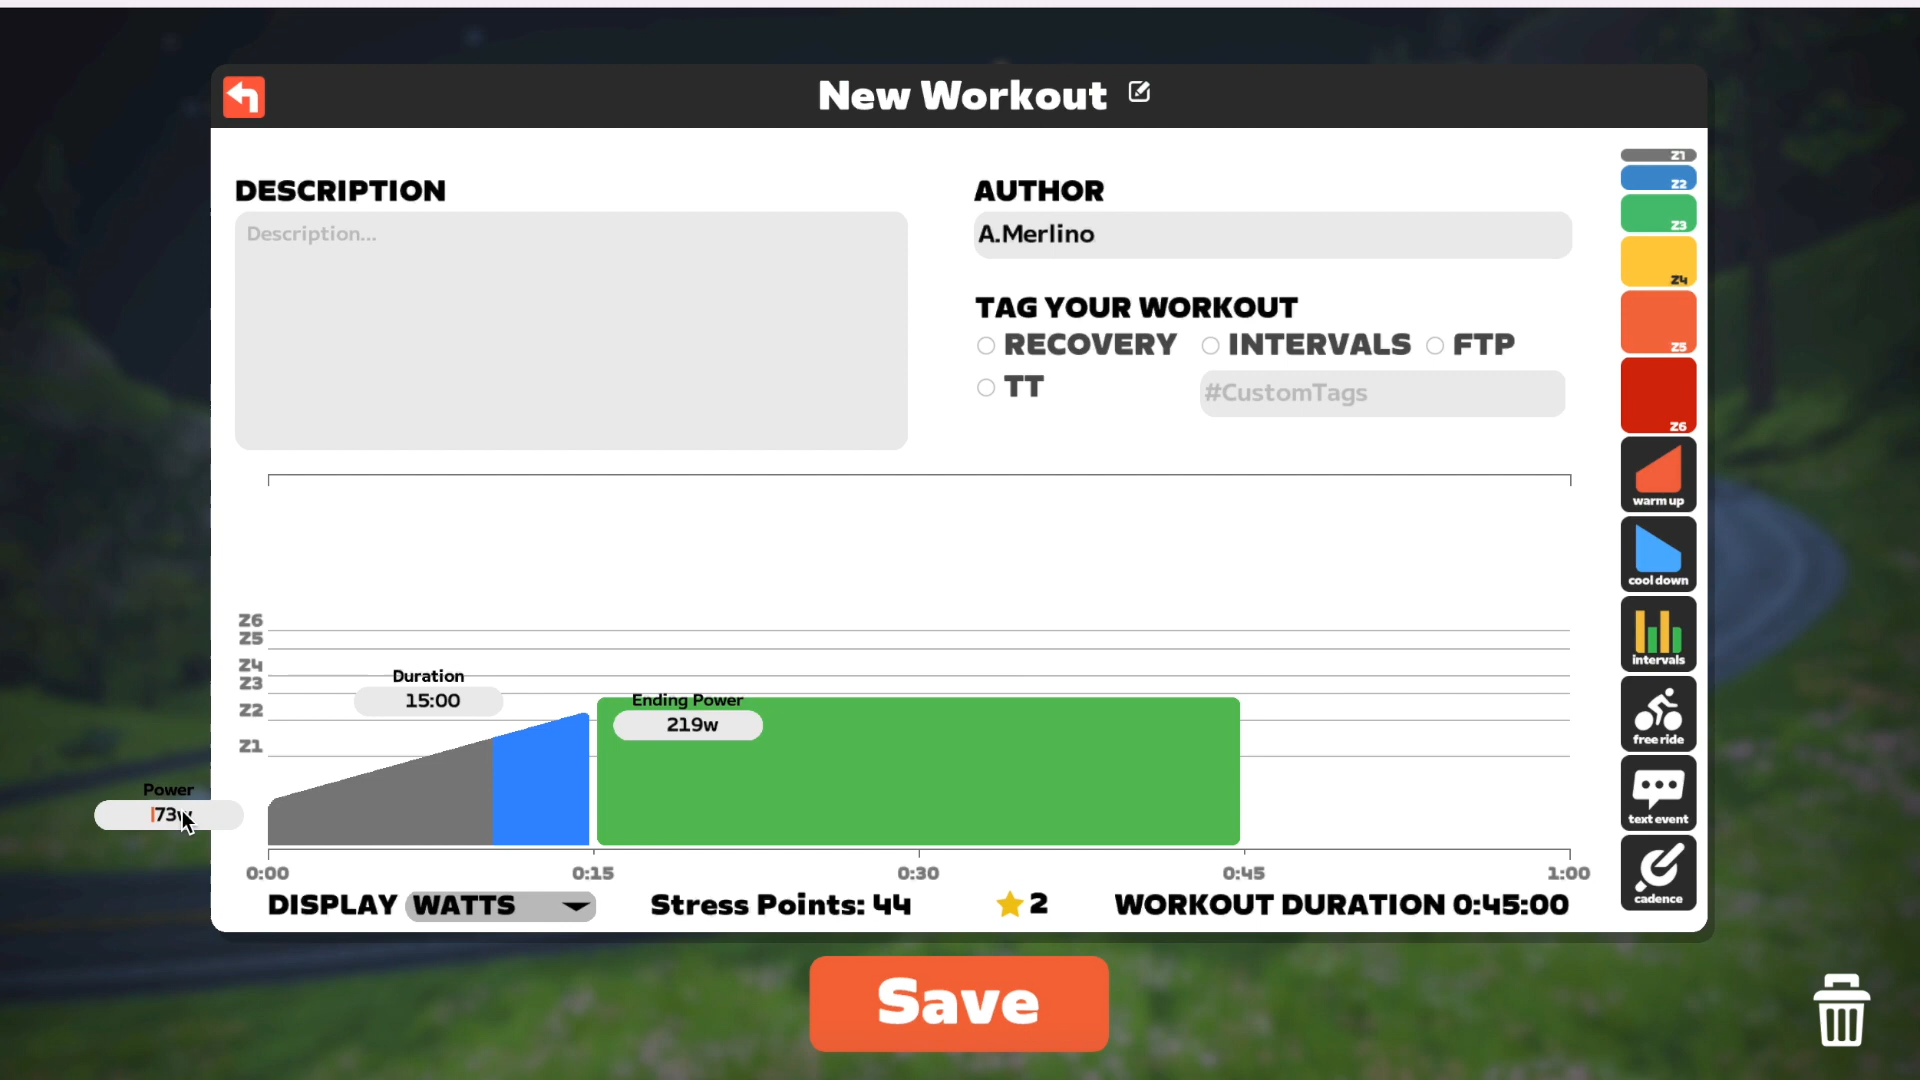 New Workout
DESCRIPTION
Description...
AUTHOR
A.Merlino
TAG YOUR WORKOUT
RECOVERY INTERVALS FTP
TT #CustomTags
Z1
Z2
Z3
Z4
Z5
Z6
warm up
cool down
intervals
free ride
text event
cadence
Z6
Z5
Z4
Z3
Z2
Z1
Duration
15:00
Ending Power
219w
Power
73w
0:00 0:15 0:30 0:45 1:00
DISPLAY WATTS Stress Points: 44 2 WORKOUT DURATION 0:45:00
Save